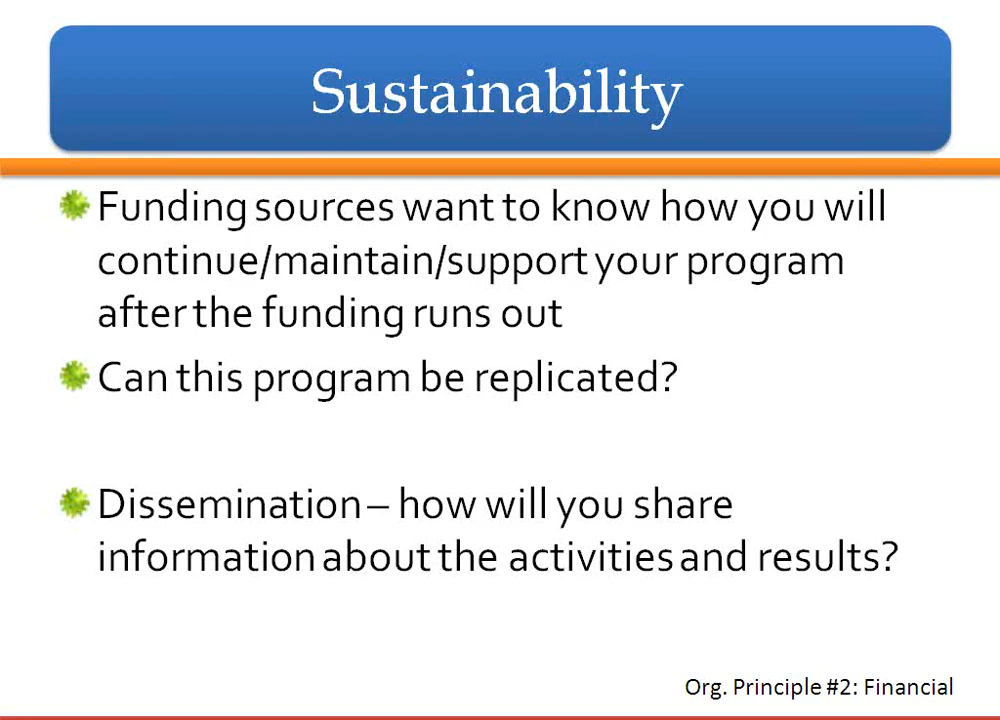 Sustainability
Funding sources want to know how you will
continue/maintain/support your program
after the funding runs out
Can this program be replicated?
Dissemination – how will you share
information about the activities and results?
Org. Principle #2: Financial